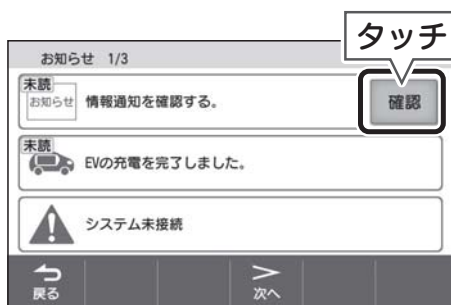 タッチ
お知らせ 1/3
未読
お知らせ
情報通知を確認する。
確認
未読
EVの充電を完了しました。
システム未接続
戻る
次へ